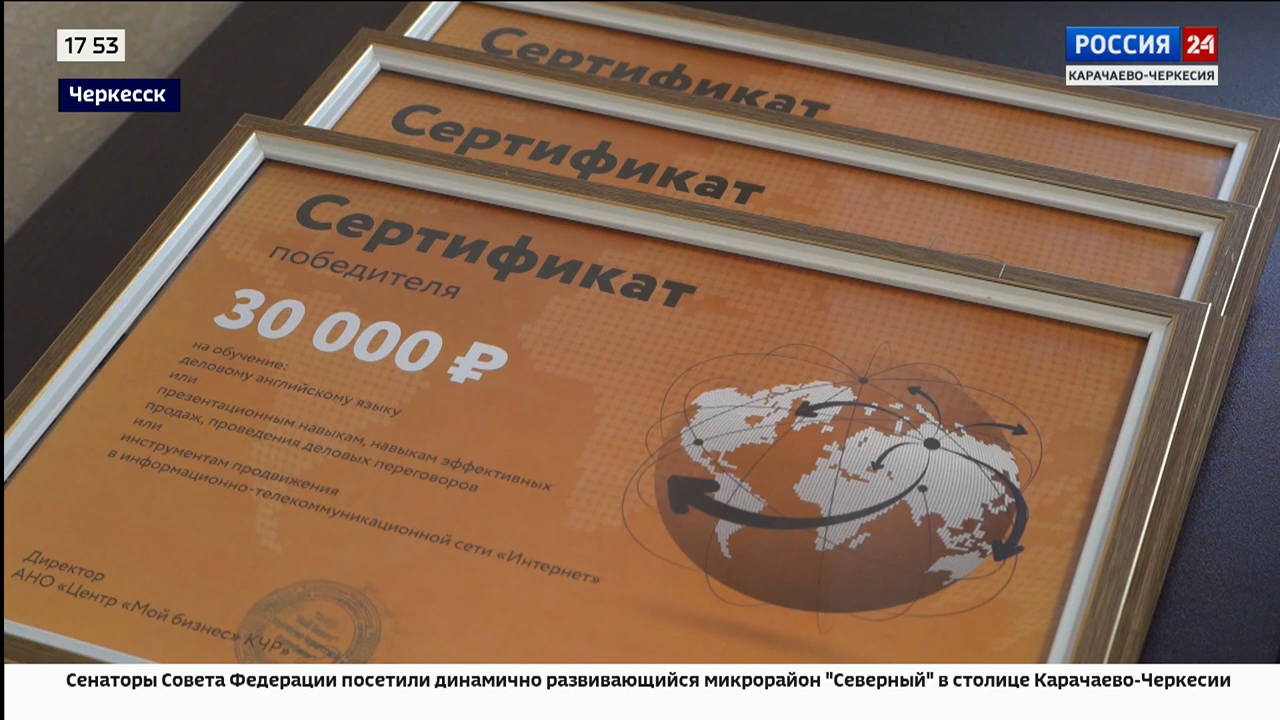 17 53
Черкесск
РОССИЯ 24
КАРАЧАЕВО-ЧЕРКЕСИЯ
Сертификат
Сертификат
Сертификат
победителя
30 000 ₽
на обучение:
деловому английскому языку
или
презентационным навыкам, навыкам эффективных
продаж, проведения деловых переговоров
или
инструментам продвижения
в информационно-телекоммуникационной сети «Интернет»
Директор
АНО «Центр «Мой бизнес» КЧР»
Сенаторы Совета Федерации посетили динамично развивающийся микрорайон "Северный" в столице Карачаево-Черкесии